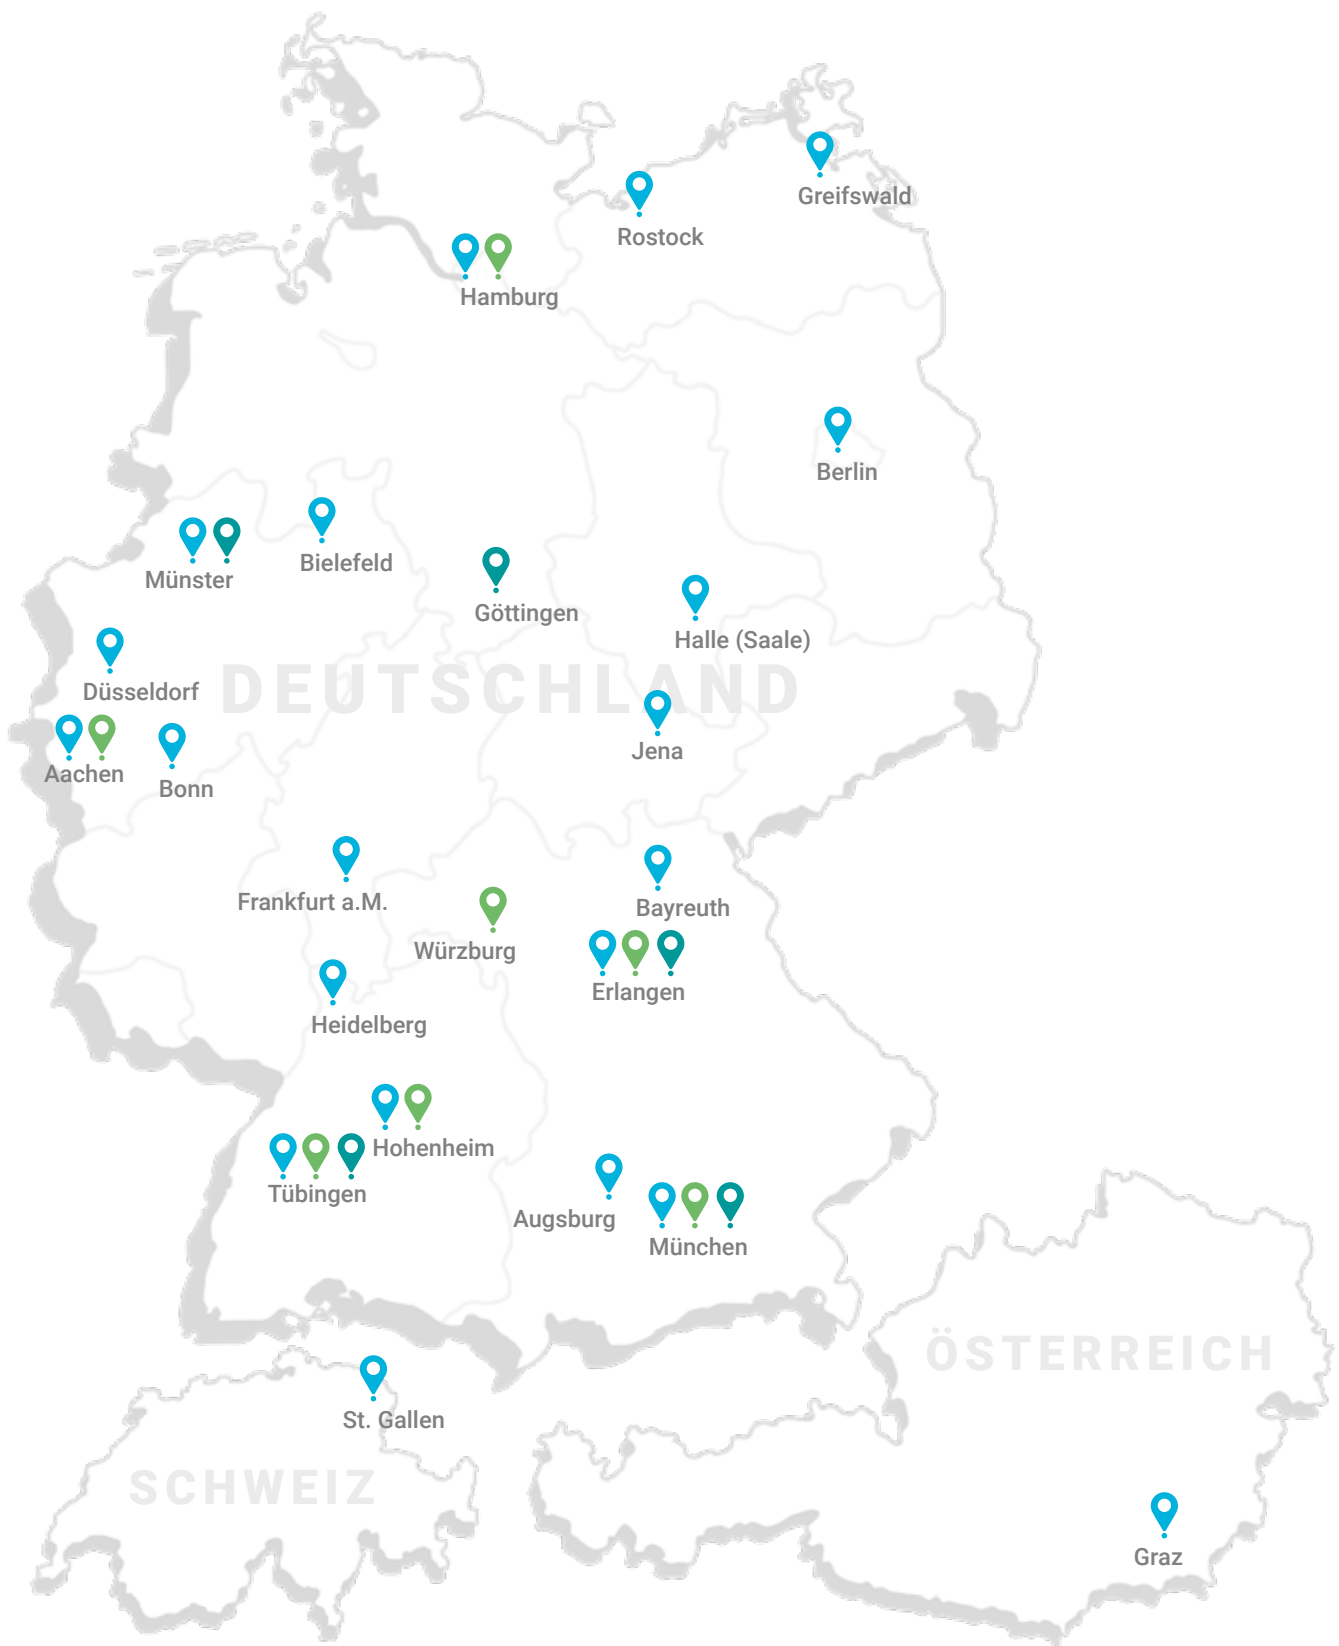 Greifswald
Rostock
Hamburg
Berlin
Bielefeld
Münster
Göttingen
Halle (Saale)
DEUTSCHLAND
Düsseldorf
Jena
Aachen
Bonn
Frankfurt a.M.
Bayreuth
Würzburg
Erlangen
Heidelberg
Hohenheim
Tübingen
Augsburg
München
ÖSTERREICH
St. Gallen
SCHWEIZ
Graz